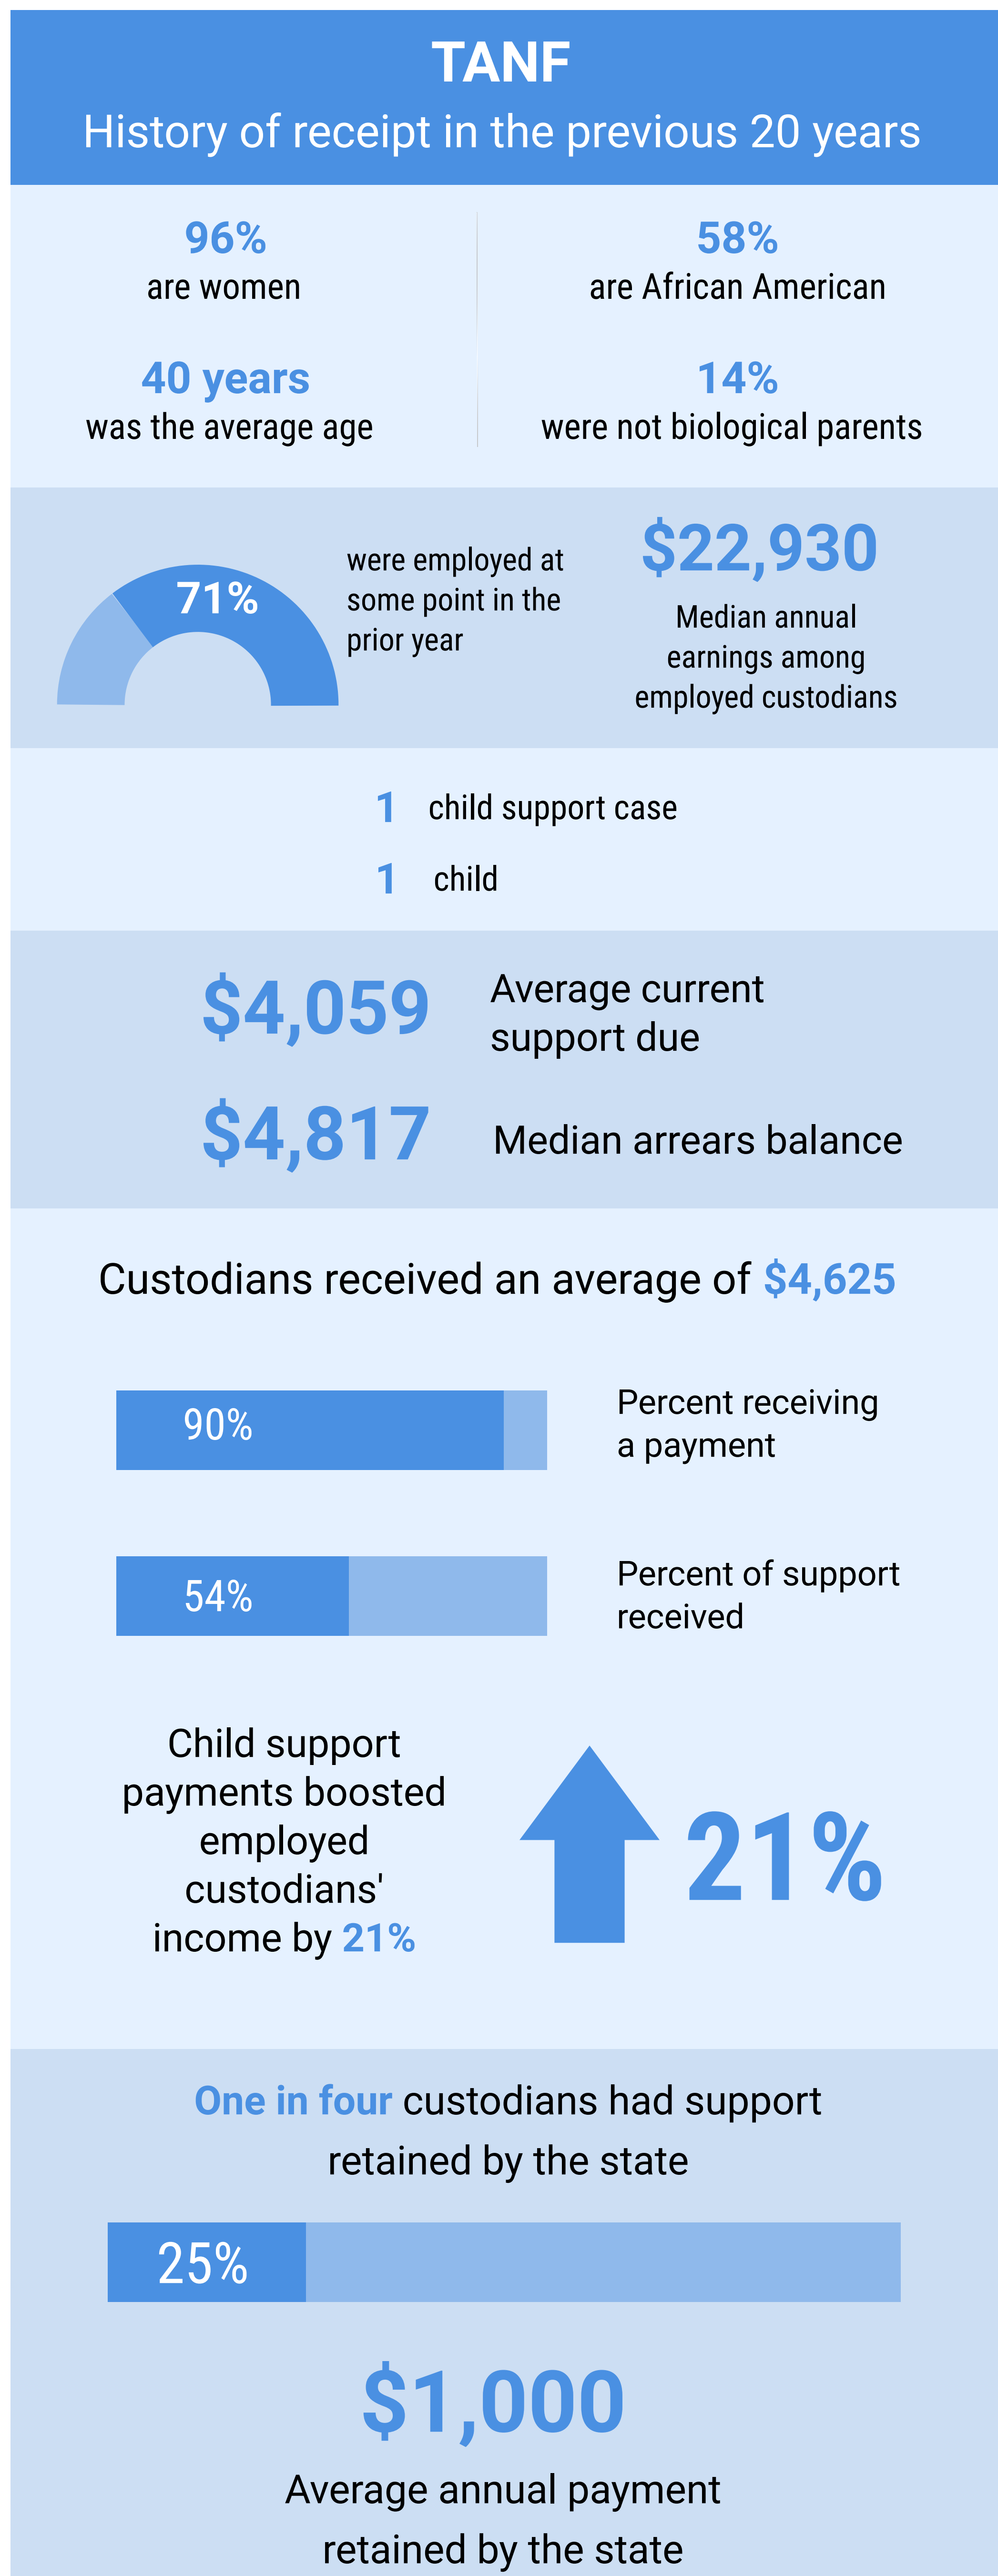 TANF
History of receipt in the previous 20 years
96%
are women
58%
are African American
40 years
was the average age
14%
were not biological parents
71%
were employed at
some point in the
prior year
$22,930
Median annual
earnings among
employed custodians
1 child support case
1 child
$4,059
Average current
support due
$4,817
Median arrears balance
Custodians received an average of $4,625
90%
Percent receiving
a payment
54%
Percent of support
received
Child support
payments boosted
employed
custodians'
income by 21%
21%
One in four custodians had support
retained by the state
25%
$1,000
Average annual payment
retained by the state